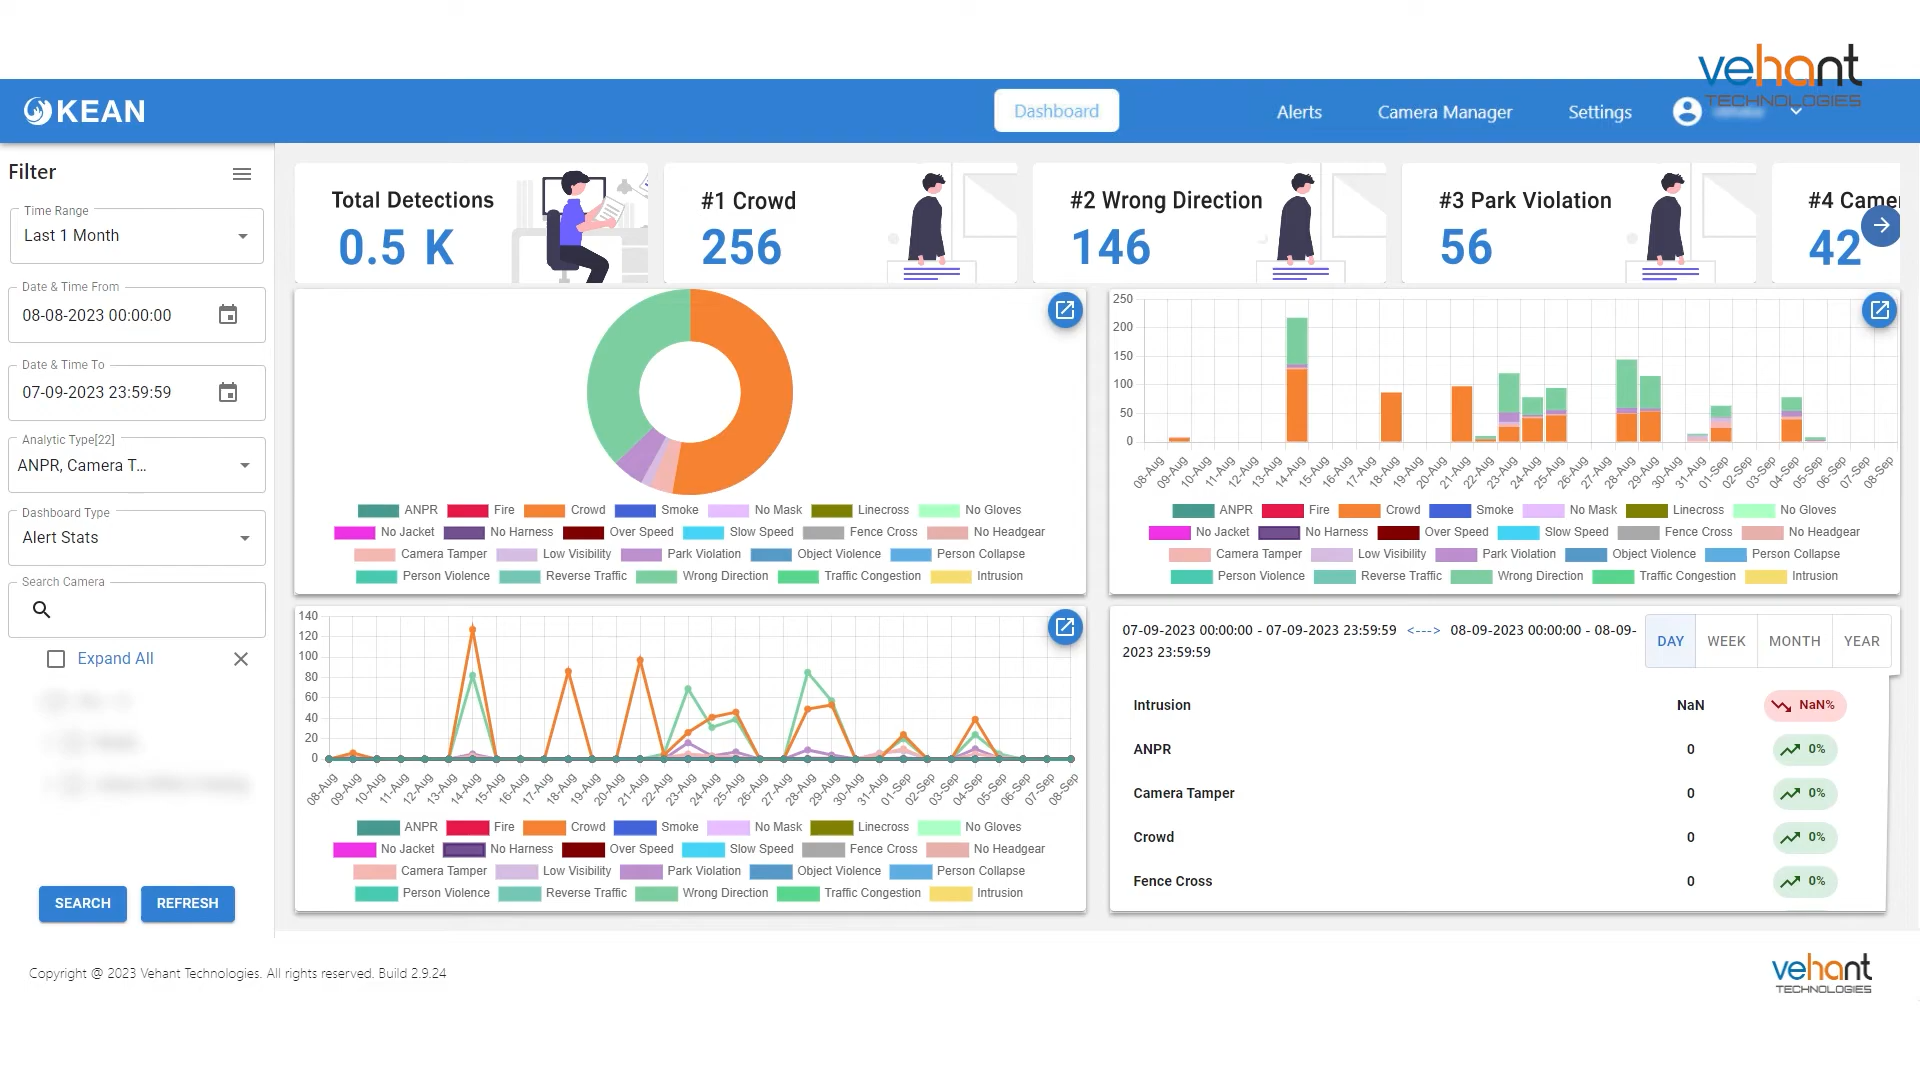 vehant
TECHNOLOGIES
KEAN
Dashboard
Alerts
Camera Manager
Settings
Filter
Time Range
Last 1 Month
Date & Time From
08-08-2023 00:00:00
Date & Time To
07-09-2023 23:59:59
Analytic Type[22]
ANPR, Camera T...
Dashboard Type
Alert Stats
Search Camera
Expand All
SEARCH REFRESH
Total Detections
0.5 K
#1 Crowd
256
#2 Wrong Direction
146
#3 Park Violation
56
#4 Camer
42
ANPR Fire Crowd Smoke No Mask Linecross No Gloves
No Jacket No Harness Over Speed Slow Speed Fence Cross No Headgear
Camera Tamper Low Visibility Park Violation Object Violence Person Collapse
Person Violence Reverse Traffic Wrong Direction Traffic Congestion Intrusion
250
200
150
100
50
0
08-Aug 09-Aug 10-Aug 11-Aug 12-Aug 13-Aug 14-Aug 15-Aug 16-Aug 17-Aug 18-Aug 19-Aug 20-Aug 21-Aug 22-Aug 23-Aug 24-Aug 25-Aug 26-Aug 27-Aug 28-Aug 29-Aug 30-Aug 31-Aug 01-Sep 02-Sep 03-Sep 04-Sep 05-Sep 06-Sep 07-Sep 08-Sep
ANPR Fire Crowd Smoke No Mask Linecross No Gloves
No Jacket No Harness Over Speed Slow Speed Fence Cross No Headgear
Camera Tamper Low Visibility Park Violation Object Violence Person Collapse
Person Violence Reverse Traffic Wrong Direction Traffic Congestion Intrusion
140
120
100
80
60
40
20
0
08-Aug 09-Aug 10-Aug 11-Aug 12-Aug 13-Aug 14-Aug 15-Aug 16-Aug 17-Aug 18-Aug 19-Aug 20-Aug 21-Aug 22-Aug 23-Aug 24-Aug 25-Aug 26-Aug 27-Aug 28-Aug 29-Aug 30-Aug 31-Aug 01-Sep 02-Sep 03-Sep 04-Sep 05-Sep 06-Sep 07-Sep 08-Sep
ANPR Fire Crowd Smoke No Mask Linecross No Gloves
No Jacket No Harness Over Speed Slow Speed Fence Cross No Headgear
Camera Tamper Low Visibility Park Violation Object Violence Person Collapse
Person Violence Reverse Traffic Wrong Direction Traffic Congestion Intrusion
07-09-2023 00:00:00 - 07-09-2023 23:59:59 <---> 08-09-2023 00:00:00 - 08-09-
2023 23:59:59
DAY WEEK MONTH YEAR
Intrusion NaN NaN%
ANPR 0 0%
Camera Tamper 0 0%
Crowd 0 0%
Fence Cross 0 0%
Copyright @ 2023 Vehant Technologies. All rights reserved. Build 2.9.24
vehant
TECHNOLOGIES